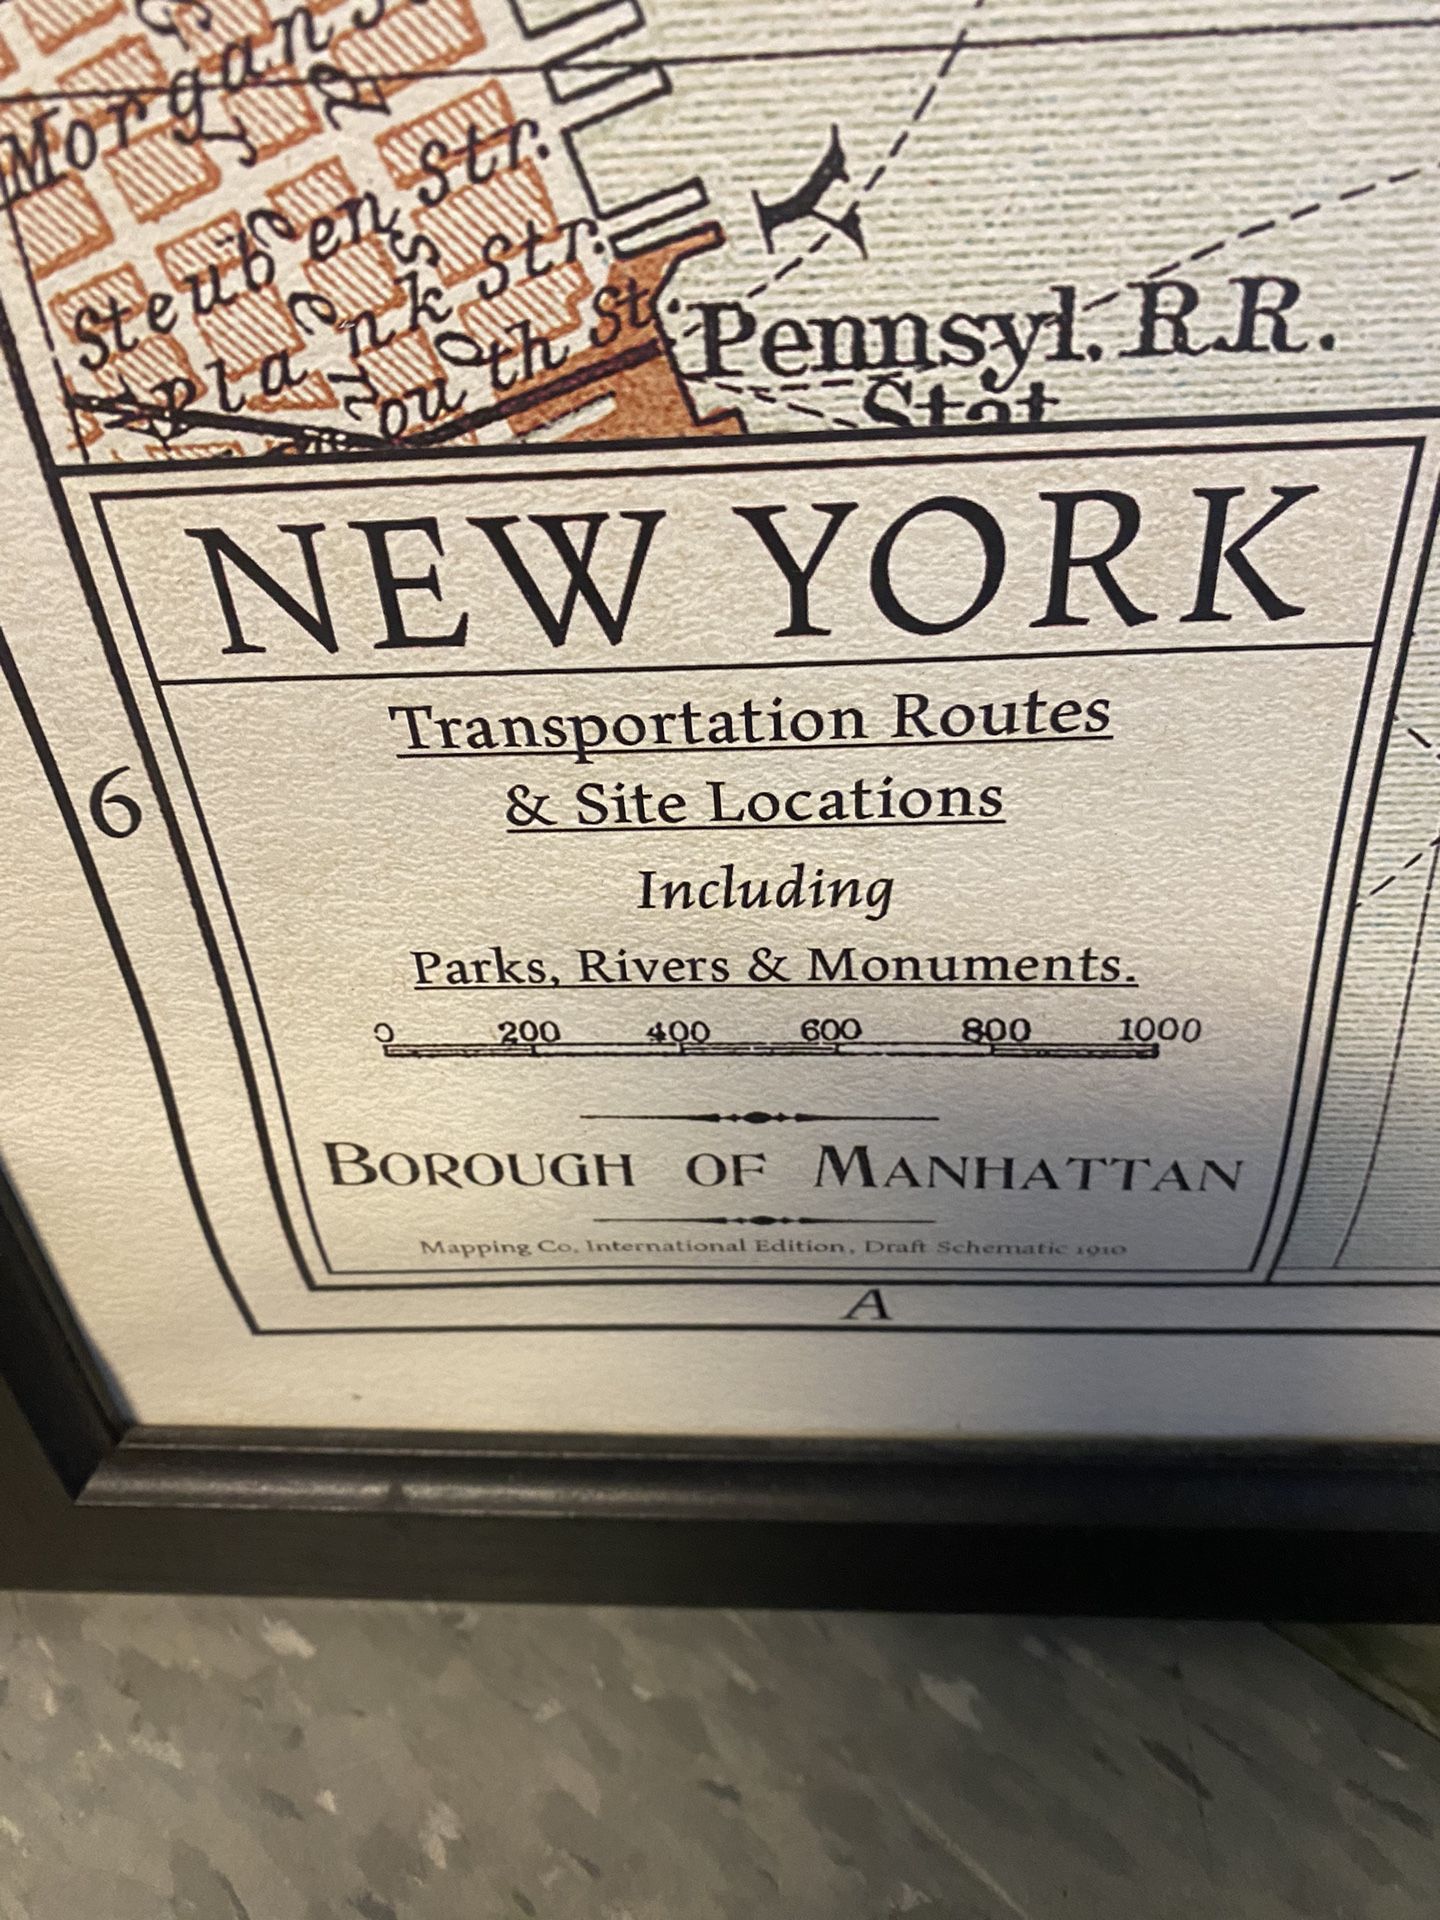 Morgan
Steuben Str.
Plank Str.
South St.
Pennsyl. R.R.
Stat.
NEW YORK
Transportation Routes
& Site Locations
Including
Parks, Rivers & Monuments.
0 200 400 600 800 1000
BOROUGH OF MANHATTAN
Mapping Co, International Edition, Draft Schematic 1910
6
A